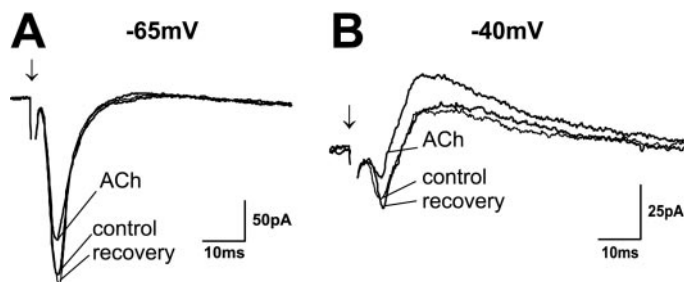 A
-65mV
ACh
control
recovery
50pA
10ms
B
-40mV
ACh
control
recovery
25pA
10ms